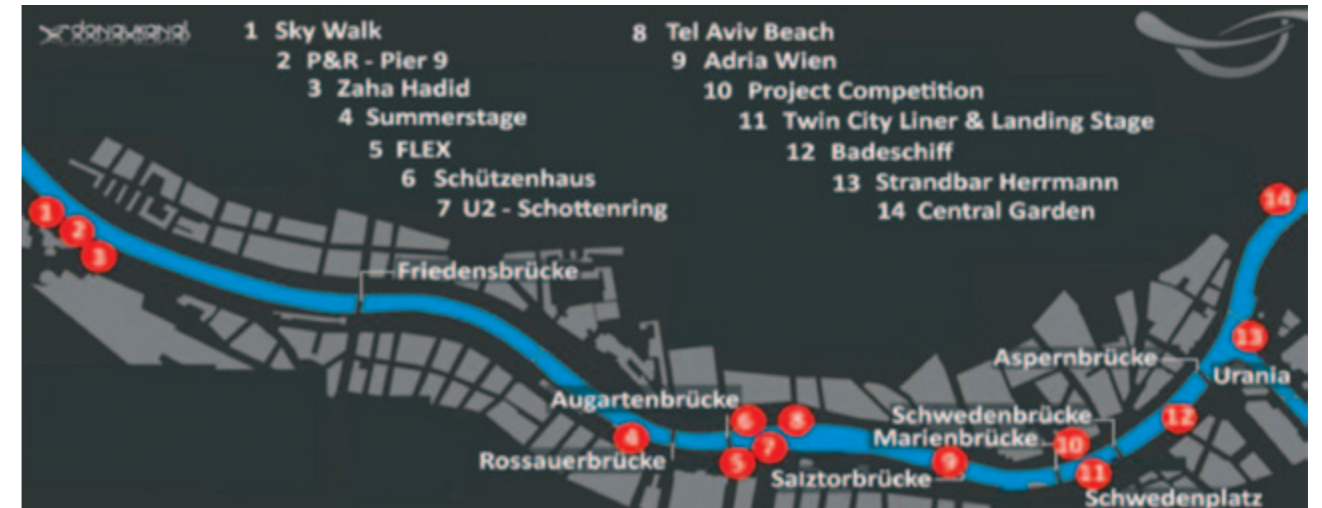 1 Sky Walk
2 P&R - Pier 9
3 Zaha Hadid
4 Summerstage
5 FLEX
6 Schützenhaus
7 U2 - Schottenring
8 Tel Aviv Beach
9 Adria Wien
10 Project Competition
11 Twin City Liner & Landing Stage
12 Badeschiff
13 Strandbar Herrmann
14 Central Garden
1
2
3
14
Friedensbrücke
13
Aspernbrücke
Urania
Augartenbrücke
6
8
Schwedenbrücke
12
4
Marienbrücke
10
7
Rossauerbrücke
5
9
Salztorbrücke
11
Schwedenplatz